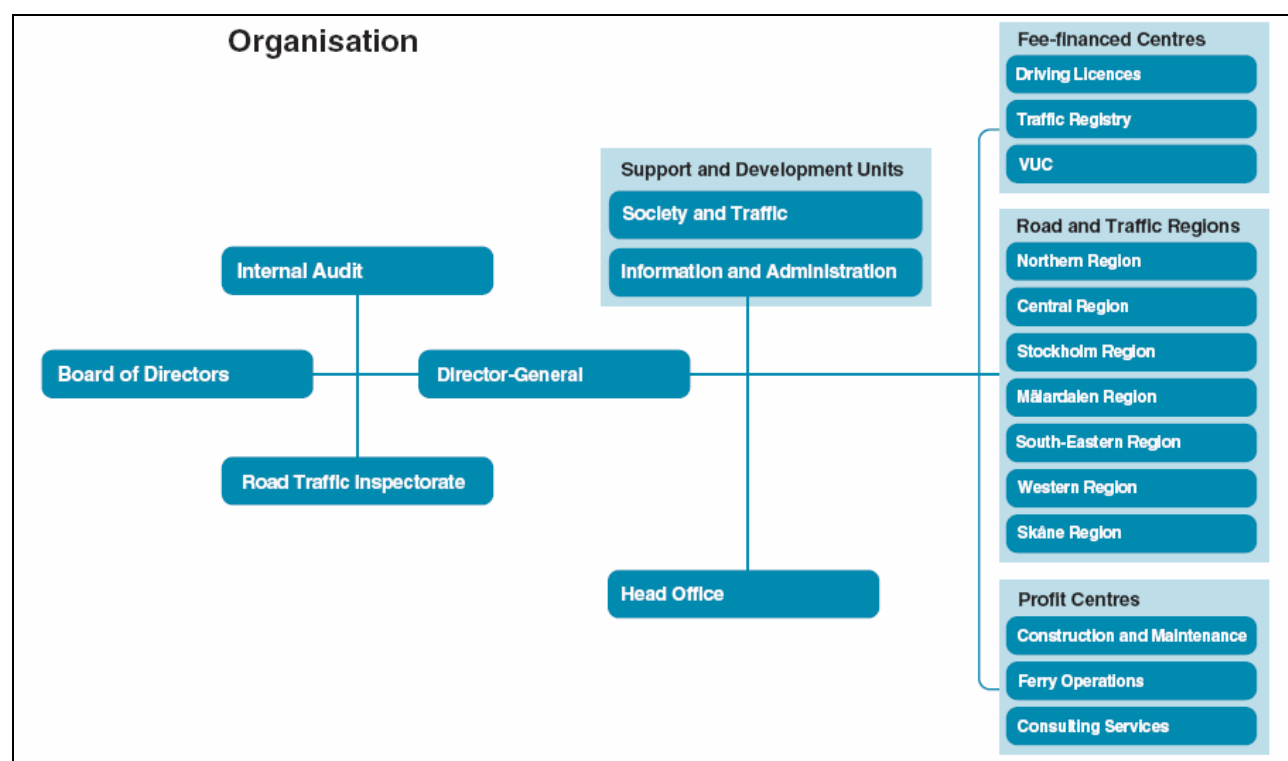 Organisation
Fee-financed Centres
Driving Licences
Traffic Registry
VUC
Support and Development Units
Society and Traffic
Information and Administration
Internal Audit
Board of Directors
Director-General
Road Traffic Inspectorate
Head Office
Road and Traffic Regions
Northern Region
Central Region
Stockholm Region
Mälardalen Region
South-Eastern Region
Western Region
Skåne Region
Profit Centres
Construction and Maintenance
Ferry Operations
Consulting Services